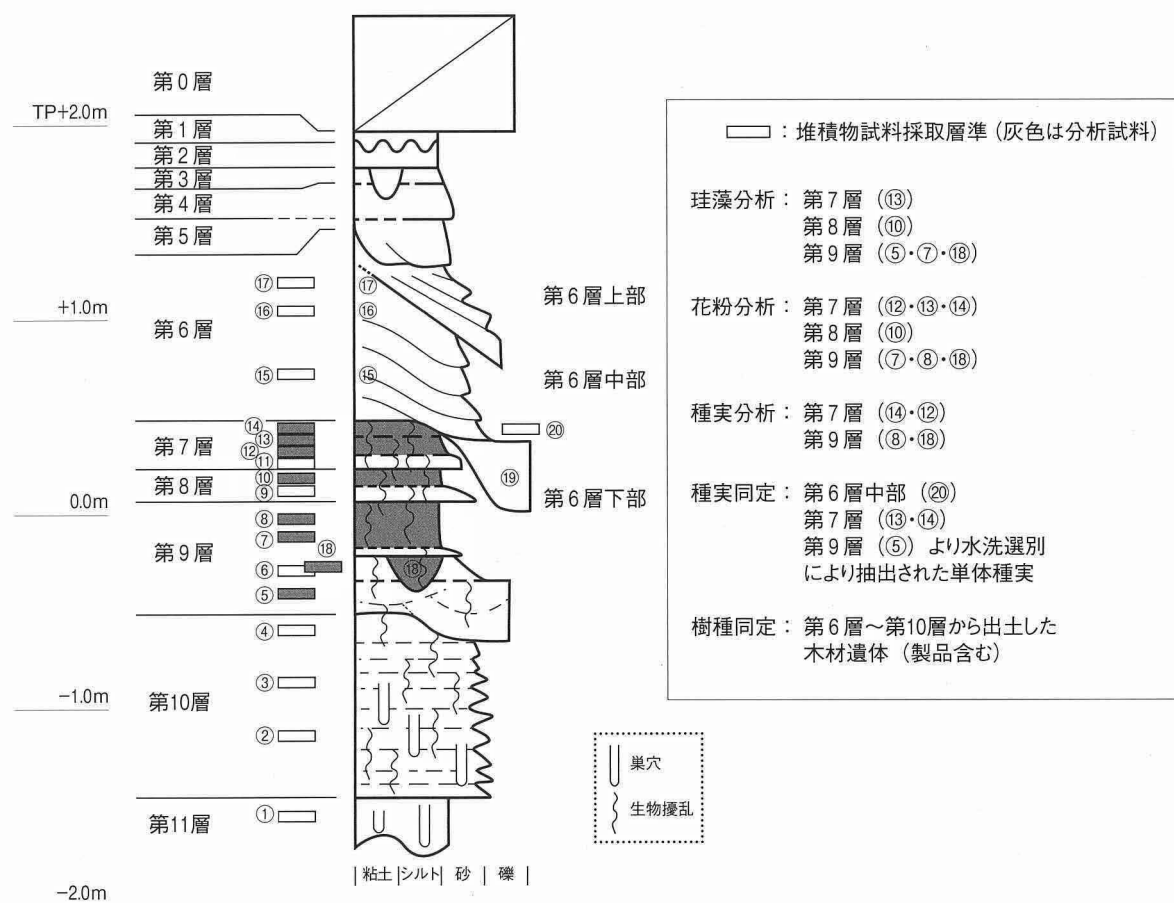 第0層
TP+2.0m
第1層
第2層
第3層
第4層
第5層
⑰
⑰
第6層上部
+1.0m
⑯
⑯
第6層
⑮
⑮
第6層中部
⑭
⑳
⑬
第7層
⑫
⑪
⑩
第8層
⑨
⑲
第6層下部
0.0m
⑧
⑦
第9層
⑱
⑱
⑥
⑤
④
−1.0m
第10層
③
②
①
第11層
−2.0m
粘土
シルト
砂
礫
:堆積物試料採取層準(灰色は分析試料)
珪藻分析: 第7層(⑬)
第8層(⑩)
第9層(⑤・⑦・⑱)
花粉分析: 第7層(⑫・⑬・⑭)
第8層(⑩)
第9層(⑦・⑧・⑱)
種実分析: 第7層(⑭・⑫)
第9層(⑧・⑱)
種実同定: 第6層中部(⑳)
第7層(⑬・⑭)
第9層(⑤)より水洗選別
により抽出された単体種実
樹種同定: 第6層〜第10層から出土した
木材遺体(製品含む)
巣穴
生物擾乱